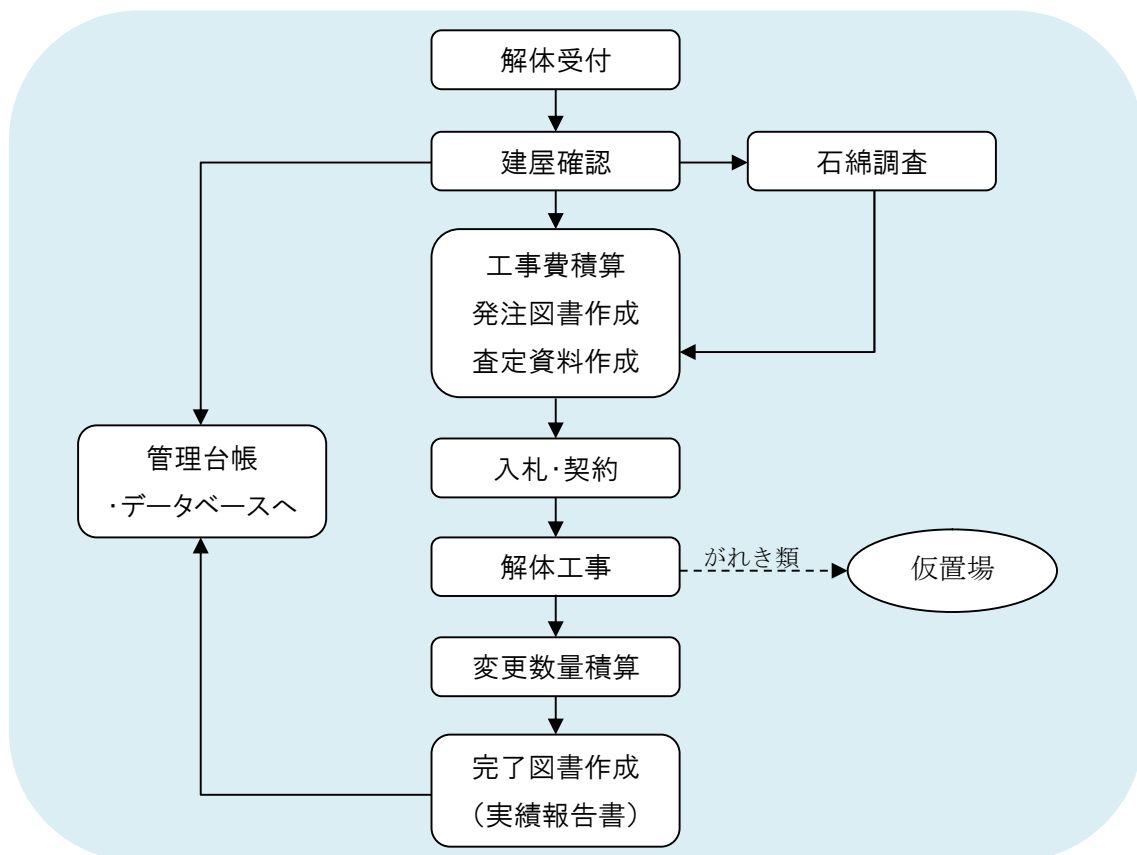 解体受付
建屋確認
石綿調査
工事費積算
発注図書作成
査定資料作成
管理台帳
・データベースへ
入札・契約
解体工事
がれき類
仮置場
変更数量積算
完了図書作成
（実績報告書）